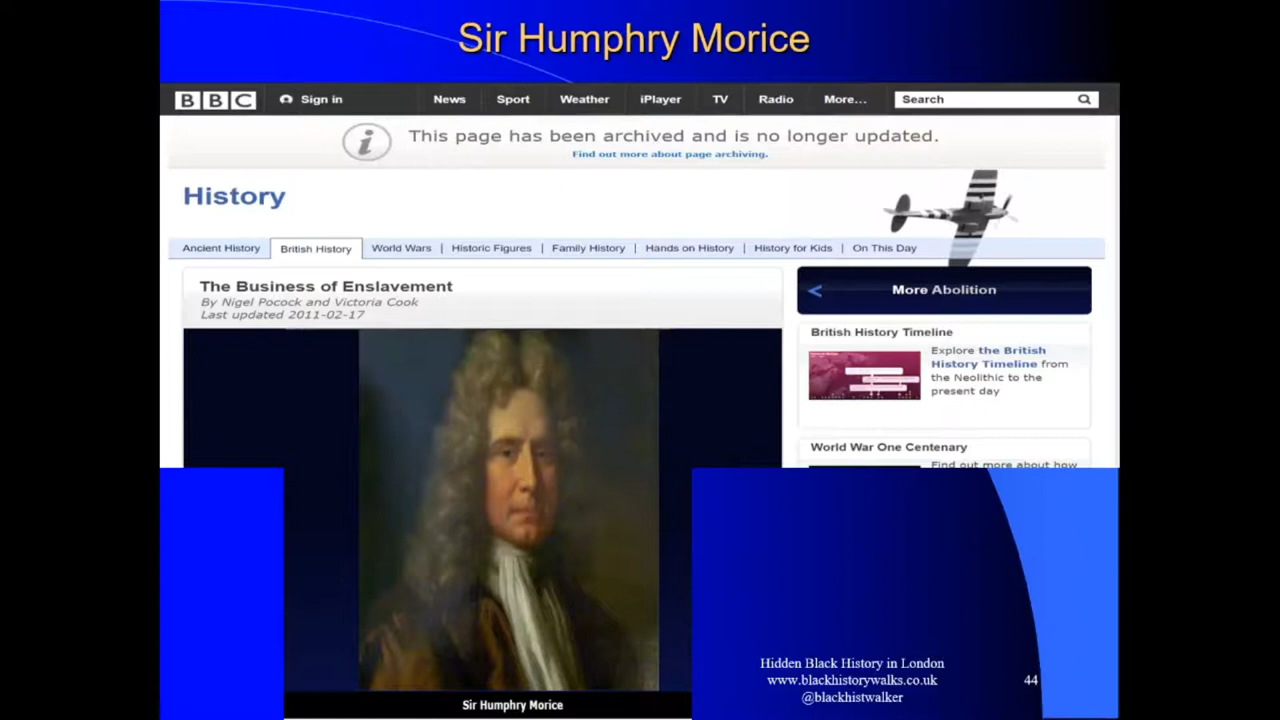 Sir Humphry Morice
BBC Sign in News Sport Weather iPlayer TV Radio More... Search
This page has been archived and is no longer updated.
Find out more about page archiving.
History
Ancient History British History World Wars | Historic Figures | Family History | Hands on History | History for Kids | On This Day
The Business of Enslavement
By Nigel Pocock and Victoria Cook
Last updated 2011-02-17
< More Abolition
British History Timeline
Explore the British
History Timeline from
the Neolithic to the
present day
World War One Centenary
Find out more about how
Sir Humphry Morice
Hidden Black History in London
www.blackhistorywalks.co.uk
@blackhistwalker
44